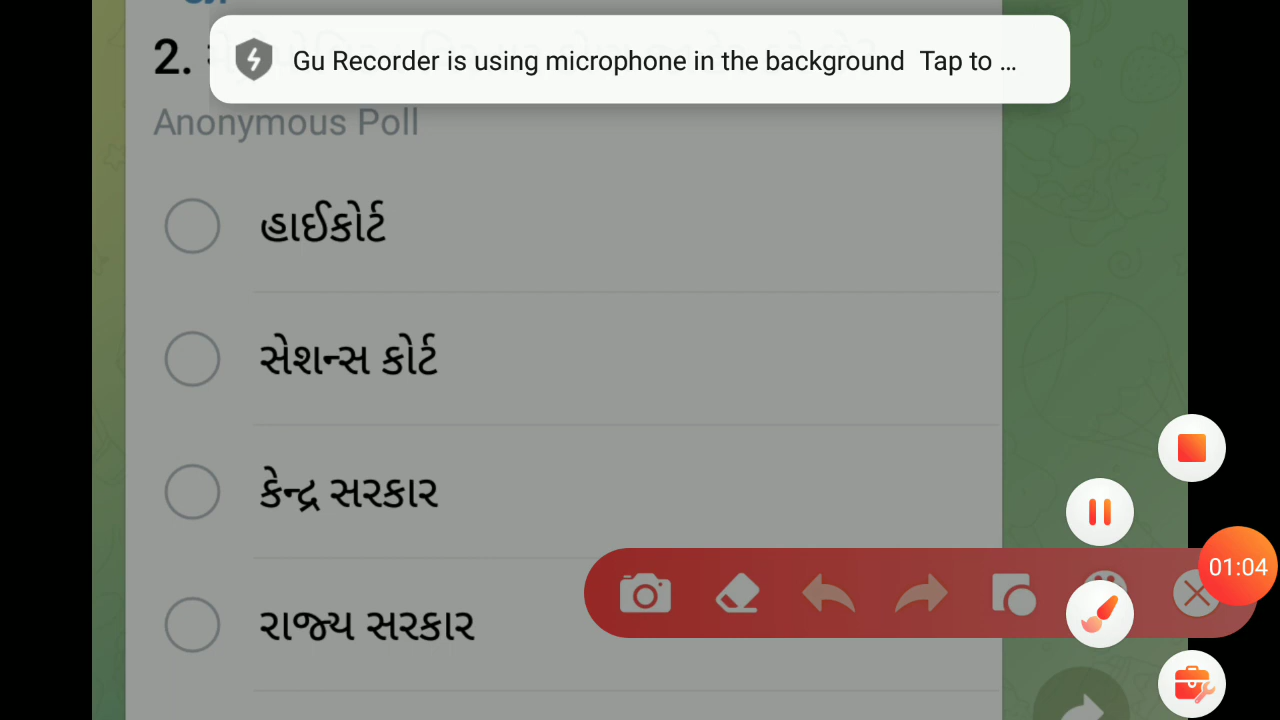 2.
Gu Recorder is using microphone in the background Tap to ...
Anonymous Poll
હાઈકોર્ટ
સેશન્સ કોર્ટ
કેન્દ્ર સરકાર
રાજ્ય સરકાર
01:04